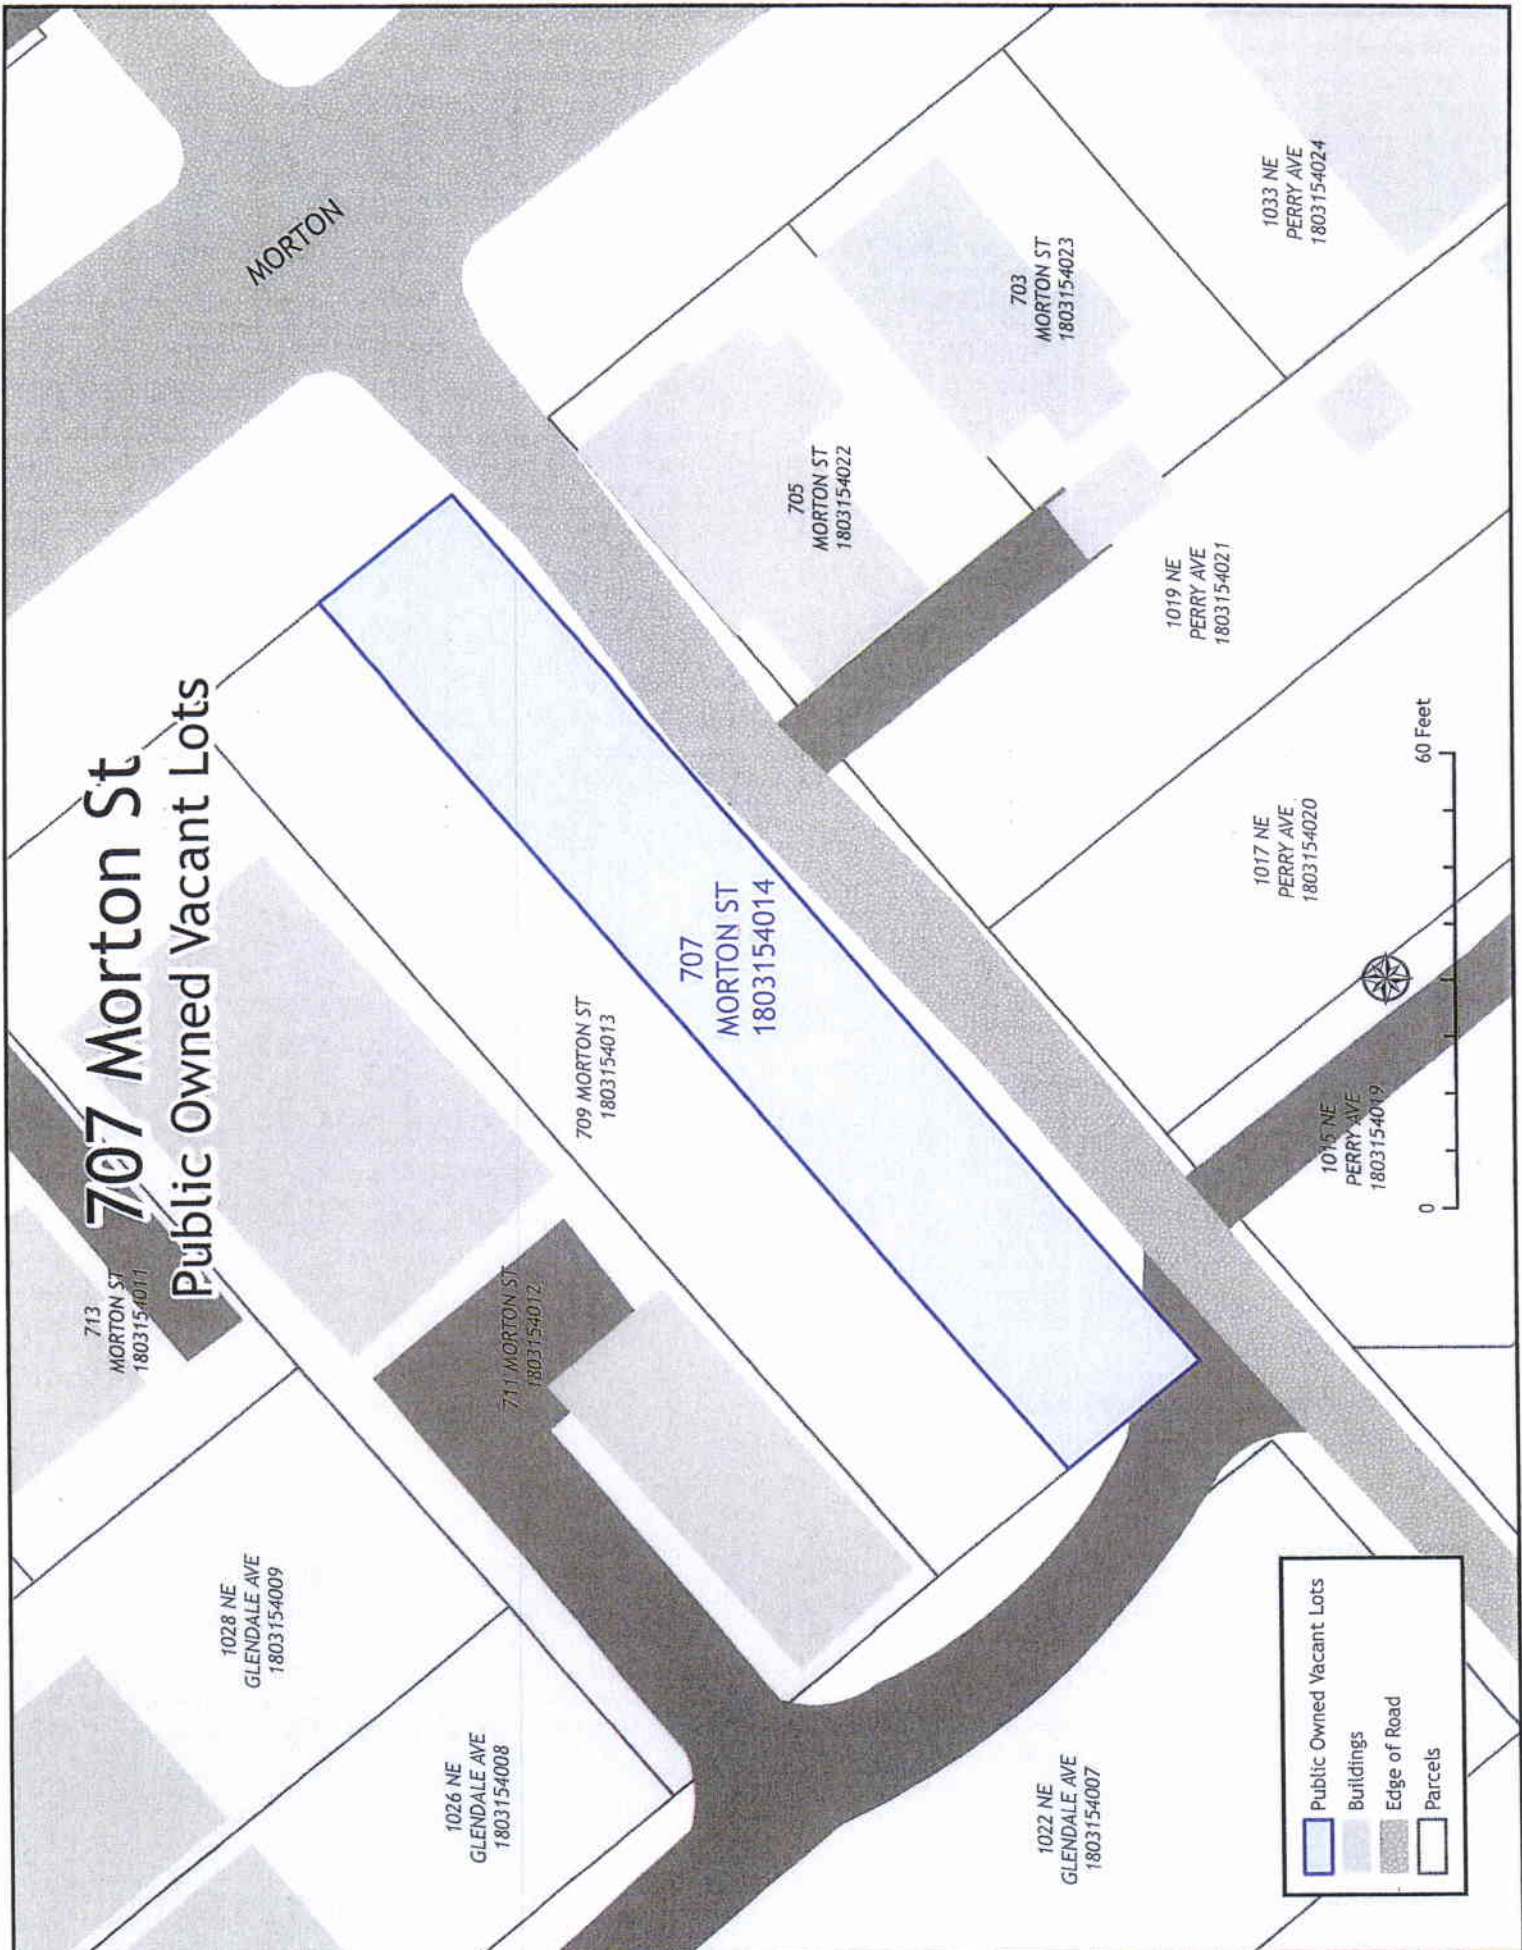 707 Morton St
Public Owned Vacant Lots
MORTON
713
MORTON ST
1803154011
711 MORTON ST
1803154012
709 MORTON ST
1803154013
707
MORTON ST
1803154014
705
MORTON ST
1803154022
703
MORTON ST
1803154023
1033 NE
PERRY AVE
1803154024
1019 NE
PERRY AVE
1803154021
1017 NE
PERRY AVE
1803154020
1015 NE
PERRY AVE
1803154019
1028 NE
GLENDALE AVE
1803154009
1026 NE
GLENDALE AVE
1803154008
1022 NE
GLENDALE AVE
1803154007
Public Owned Vacant Lots
Buildings
Edge of Road
Parcels
0
60 Feet